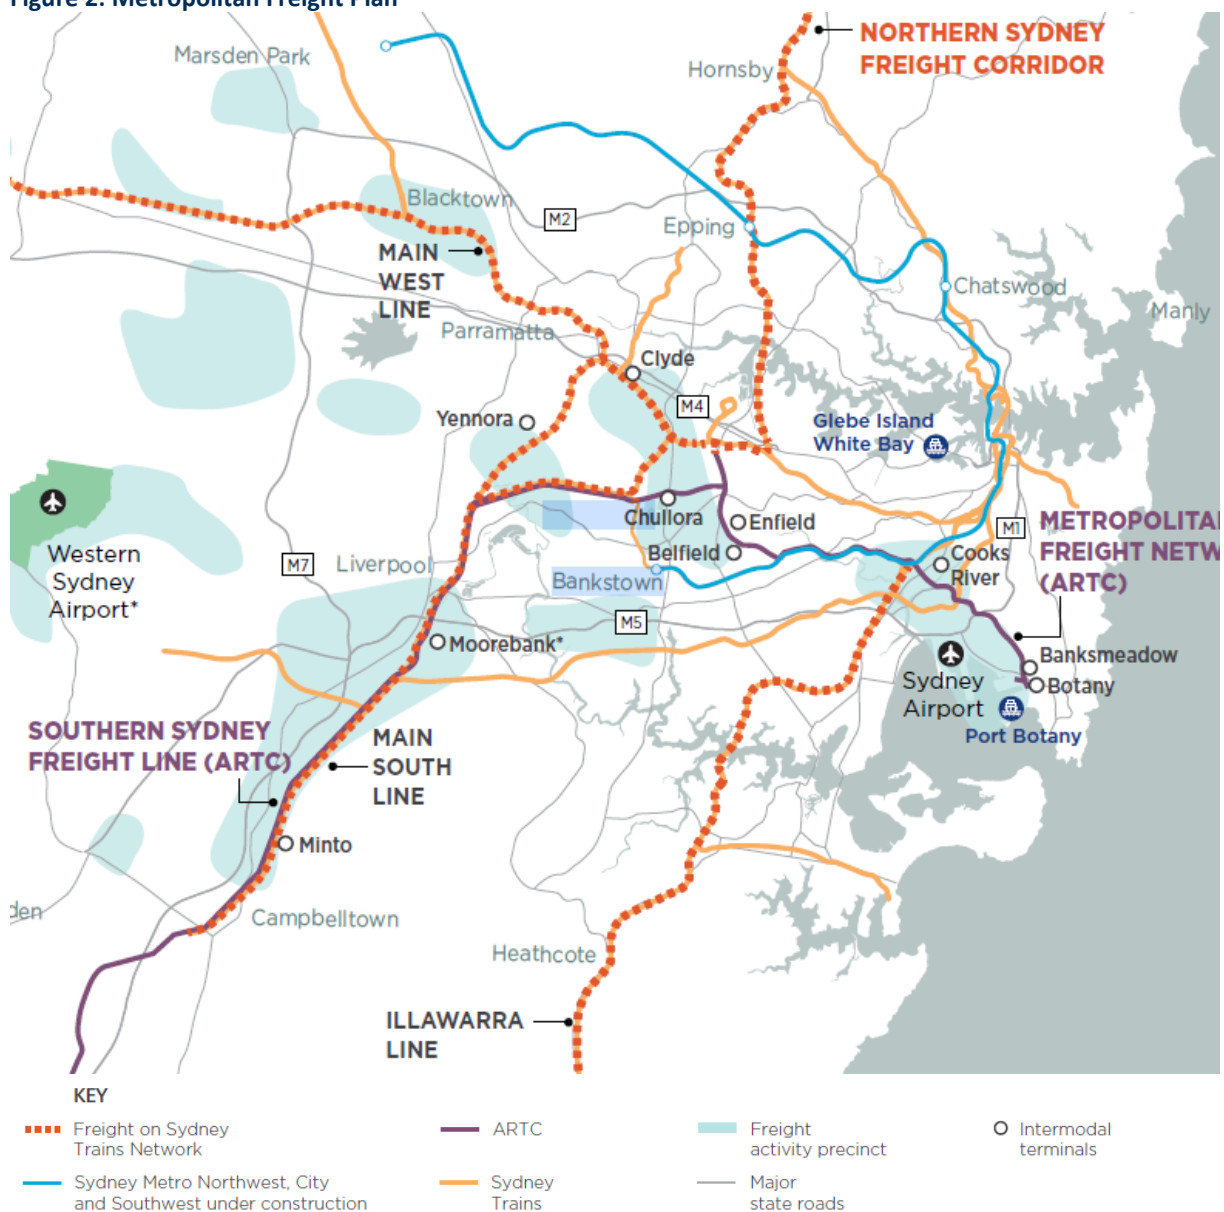 Figure 2: Metropolitan Freight Plan
NORTHERN SYDNEY
FREIGHT CORRIDOR
Marsden Park
Hornsby
Blacktown
M2
Epping
MAIN
WEST
LINE
Chatswood
Manly
Parramatta
Clyde
M4
Yennora
Glebe Island
White Bay
Chullora
Enfield
M1
METROPOLITA
FREIGHT NETW
(ARTC)
Western
Sydney
Airport*
M7
Liverpool
Belfield
Cooks
River
Bankstown
M5
Moorebank*
Banksmeadow
Botany
Sydney
Airport
Port Botany
SOUTHERN SYDNEY
FREIGHT LINE (ARTC)
MAIN
SOUTH
LINE
Minto
den
Campbelltown
Heathcote
ILLAWARRA
LINE
KEY
Freight on Sydney
Trains Network
ARTC
Freight
activity precinct
Intermodal
terminals
Sydney Metro Northwest, City
and Southwest under construction
Sydney
Trains
Major
state roads